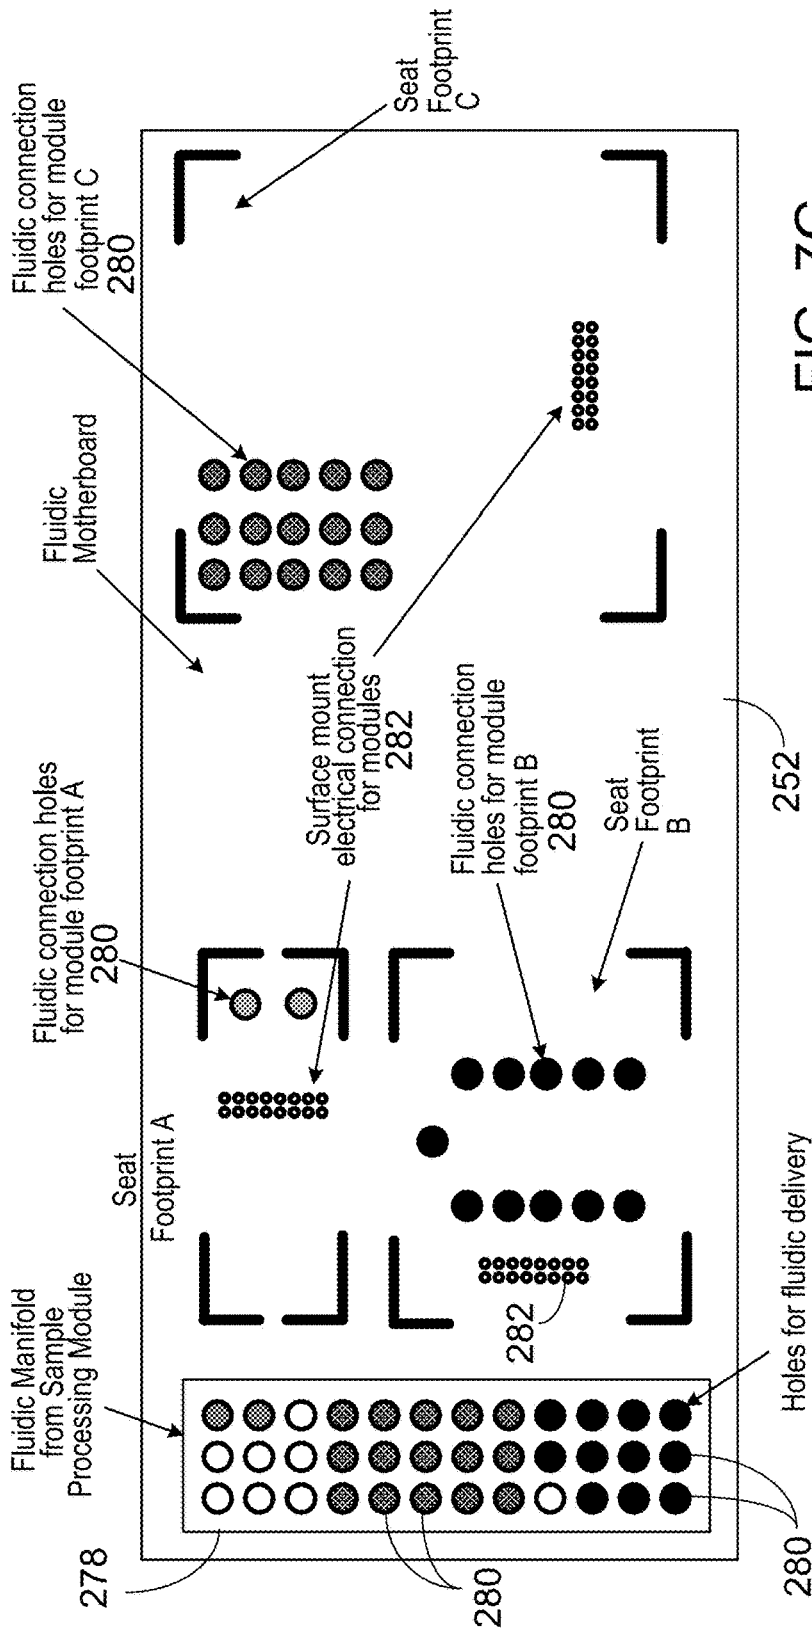 Fluidic Manifold
from Sample
Processing Module
278
Fluidic connection holes
for module footprint A
280
Fluidic
Motherboard
Fluidic connection
holes for module
footprint C
280
Seat
Footprint A
Seat
Footprint
C
Surface mount
electrical connection
for modules
282
280
282
Fluidic connection
holes for module
footprint B
280
Seat
Footprint
B
280
Holes for fluidic delivery
252
FIG. 7C